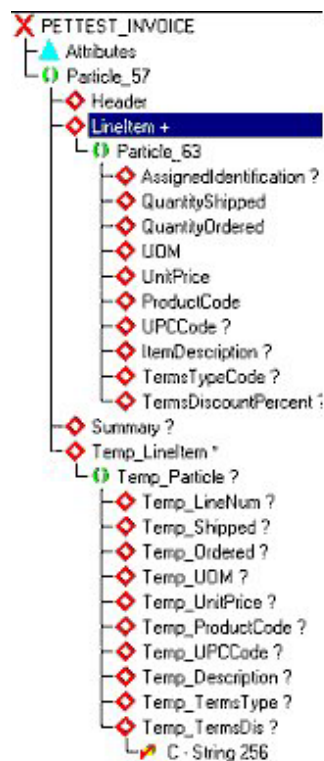 PETTEST_INVOICE
Attributes
Particle_57
Header
LineItem +
Particle_63
AssignedIdentification ?
QuantityShipped
QuantityOrdered
UOM
UnitPrice
ProductCode
UPCCode ?
ItemDescription ?
TermsTypeCode ?
TermsDiscountPercent ?
Summary ?
Temp_LineItem *
Temp_Particle ?
Temp_LineNum ?
Temp_Shipped ?
Temp_Ordered ?
Temp_UOM ?
Temp_UnitPrice ?
Temp_ProductCode ?
Temp_UPCCode ?
Temp_Description ?
Temp_TermsType ?
Temp_TermsDis ?
C - String 256